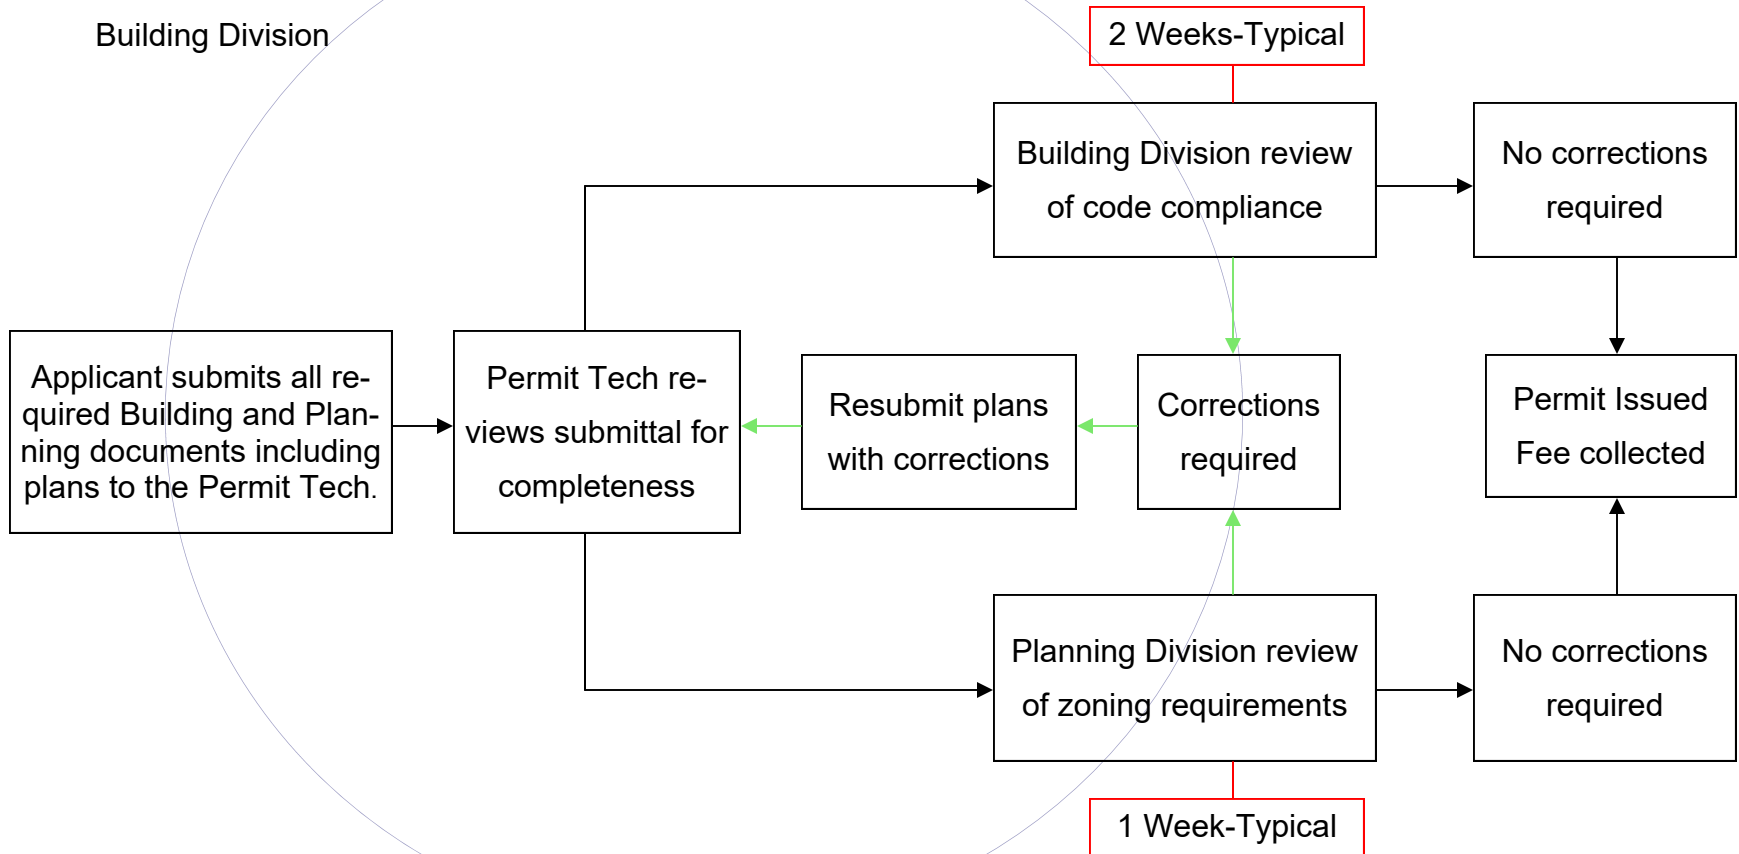 Building Division
2 Weeks-Typical
Building Division review
of code compliance
No corrections
required
Applicant submits all re-
quired Building and Plan-
ning documents including
plans to the Permit Tech.
Permit Tech re-
views submittal for
completeness
Resubmit plans
with corrections
Corrections
required
Permit Issued
Fee collected
Planning Division review
of zoning requirements
No corrections
required
1 Week-Typical